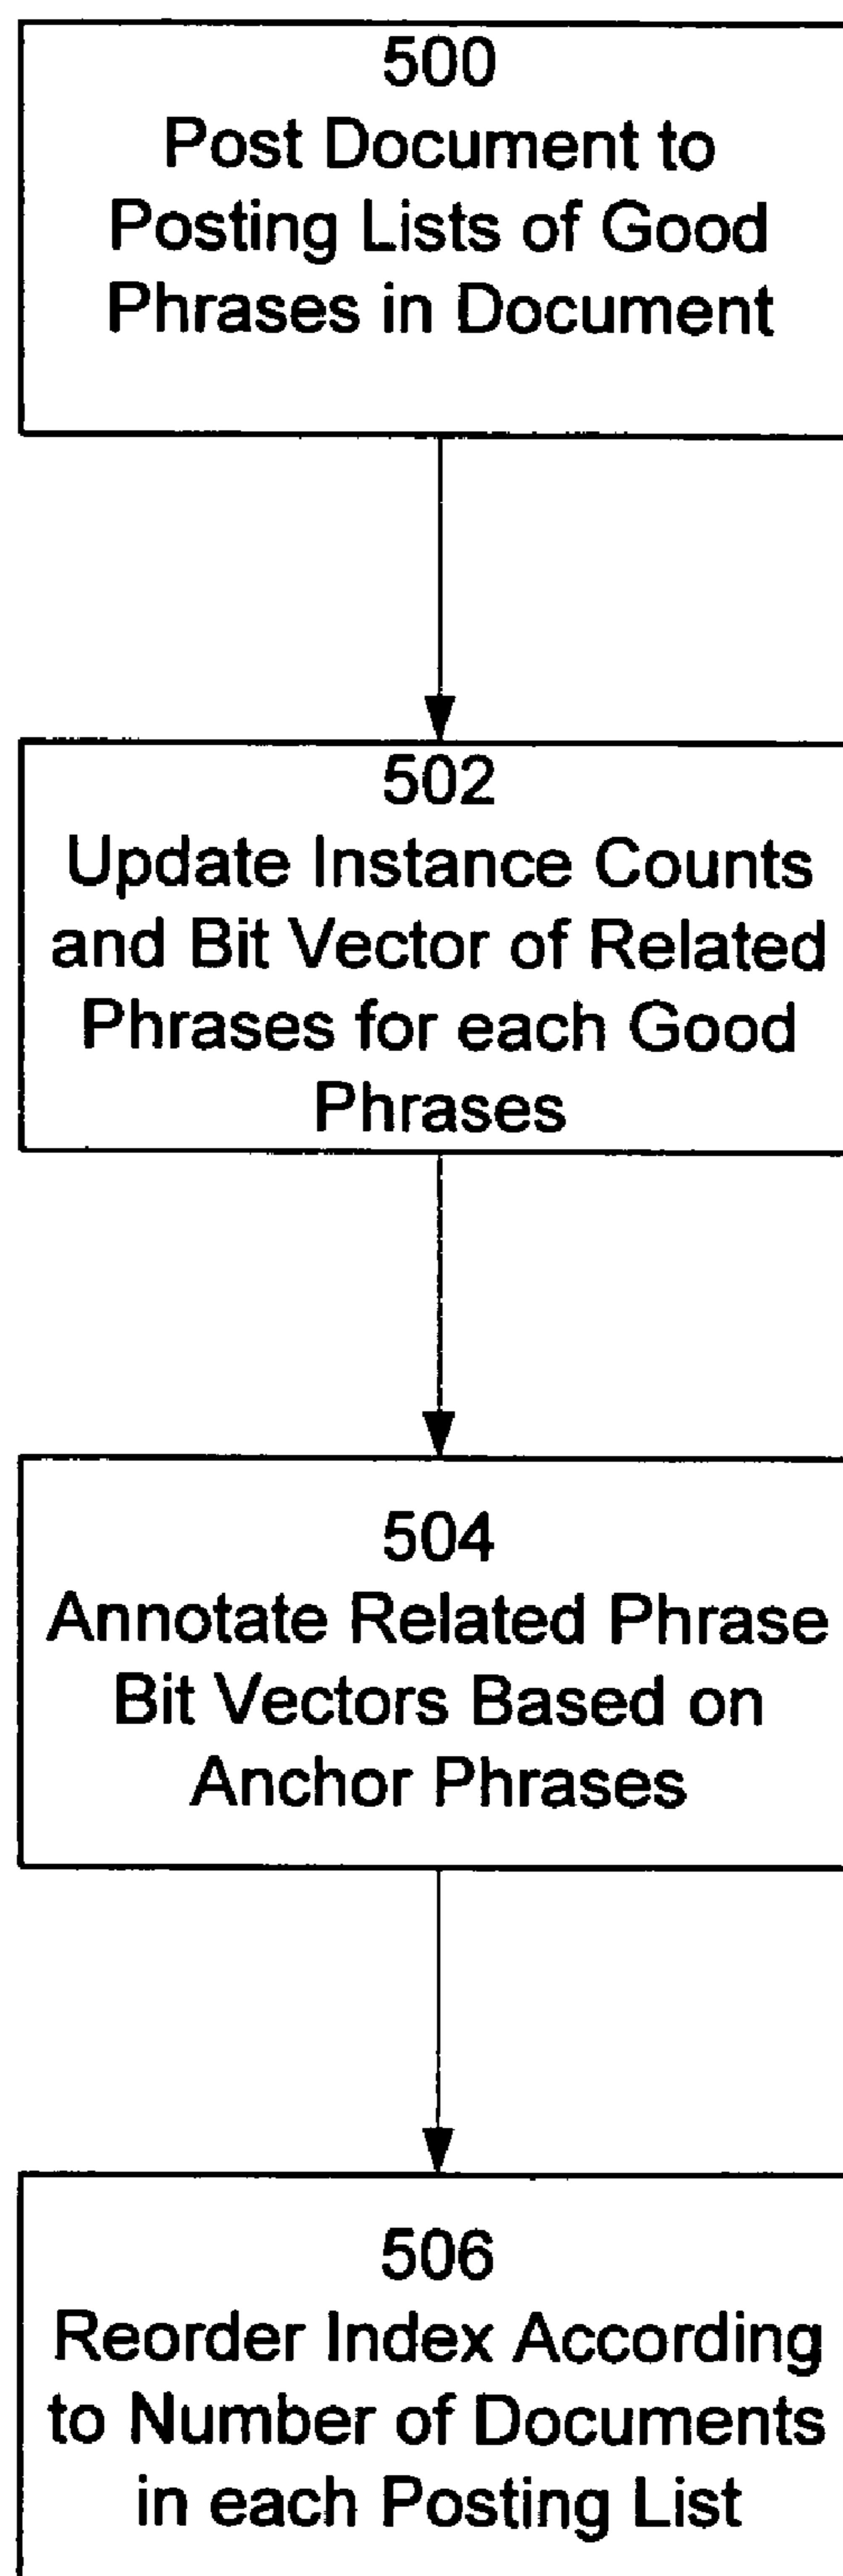 500
Post Document to
Posting Lists of Good
Phrases in Document
502
Update Instance Counts
and Bit Vector of Related
Phrases for each Good
Phrases
504
Annotate Related Phrase
Bit Vectors Based on
Anchor Phrases
506
Reorder Index According
to Number of Documents
in each Posting List